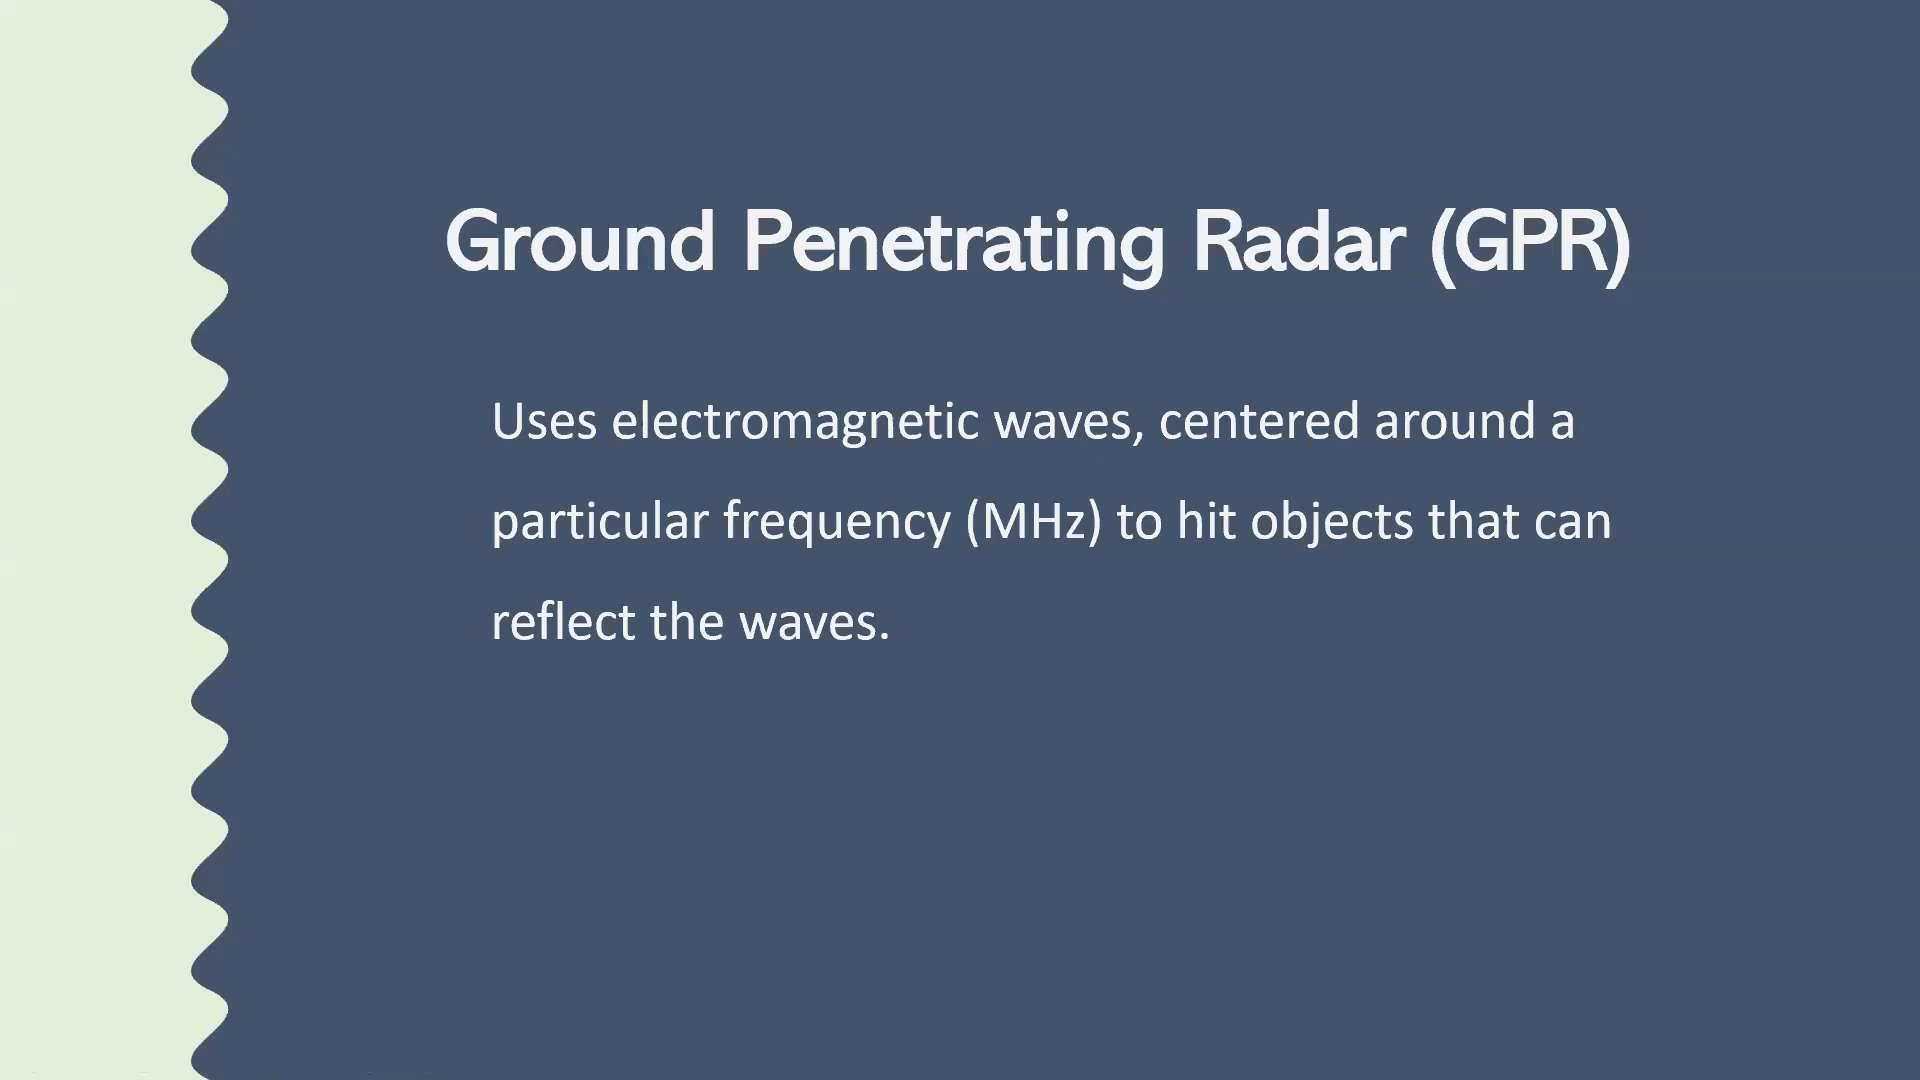 Ground Penetrating Radar (GPR)
Uses electromagnetic waves, centered around a
particular frequency (MHz) to hit objects that can
reflect the waves.